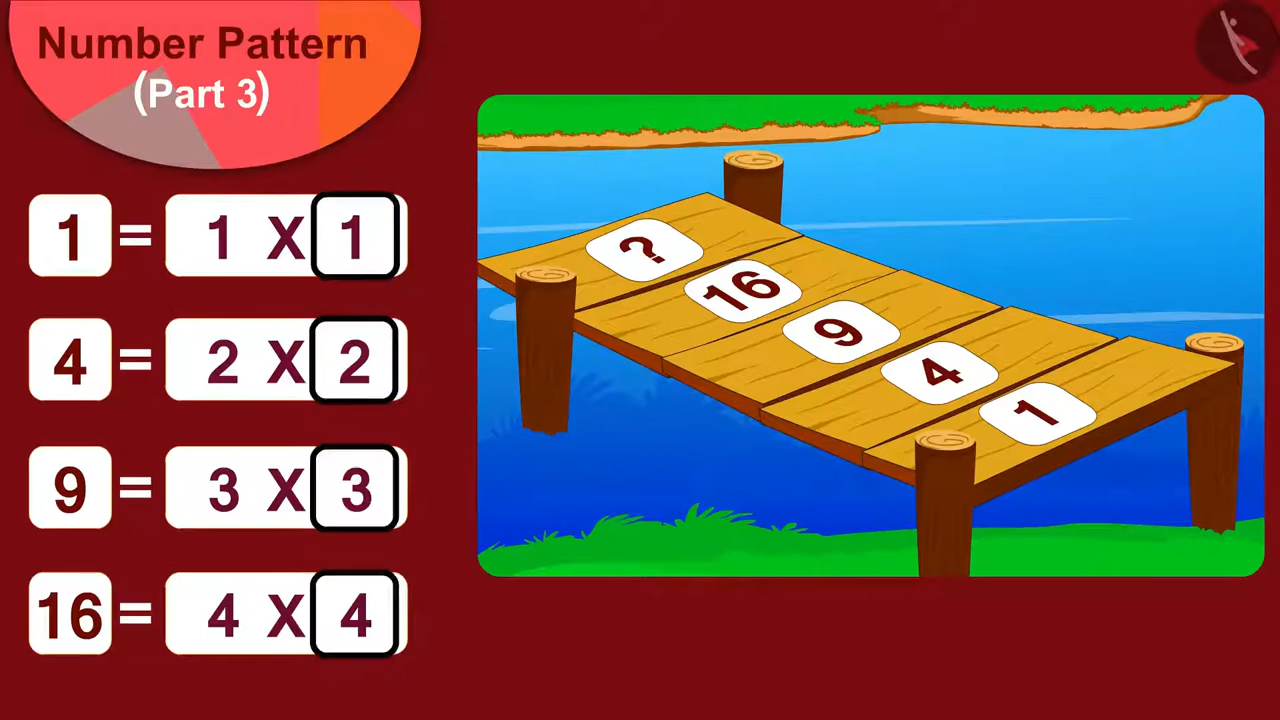 Number Pattern
(Part 3)
1 = 1 X 1
4 = 2 X 2
9 = 3 X 3
16 = 4 X 4
?
16
9
4
1